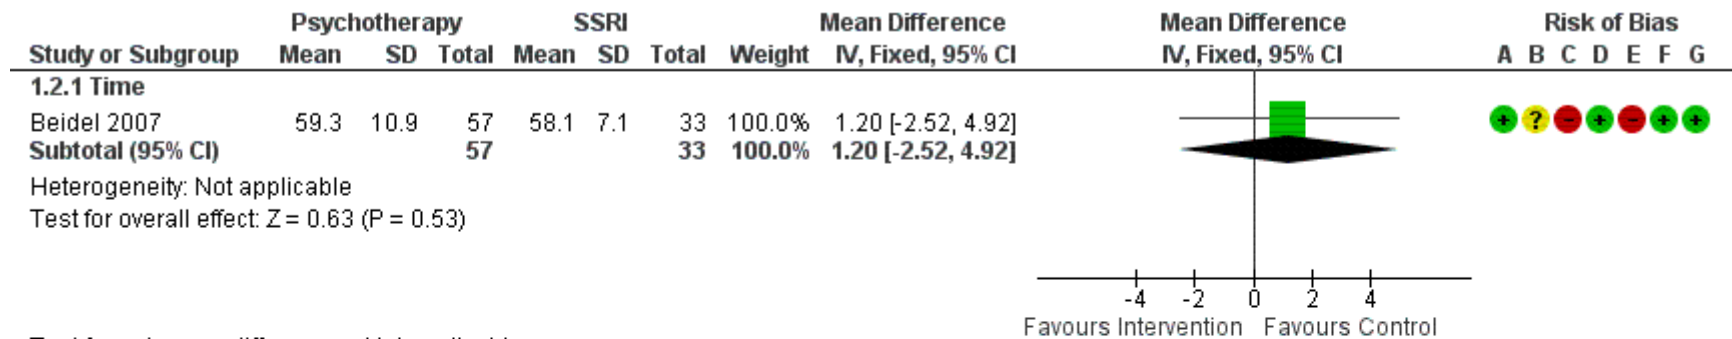 Psychotherapy SSRI Mean Difference Mean Difference Risk of Bias
Study or Subgroup Mean SD Total Mean SD Total Weight IV, Fixed, 95% CI IV, Fixed, 95% CI A B C D E F G
1.2.1 Time
Beidel 2007 59.3 10.9 57 58.1 7.1 33 100.0% 1.20 [-2.52, 4.92] + ? - + - + +
Subtotal (95% CI) 57 33 100.0% 1.20 [-2.52, 4.92]
Heterogeneity: Not applicable
Test for overall effect: Z = 0.63 (P = 0.53)
-4 -2 0 2 4
Favours Intervention Favours Control